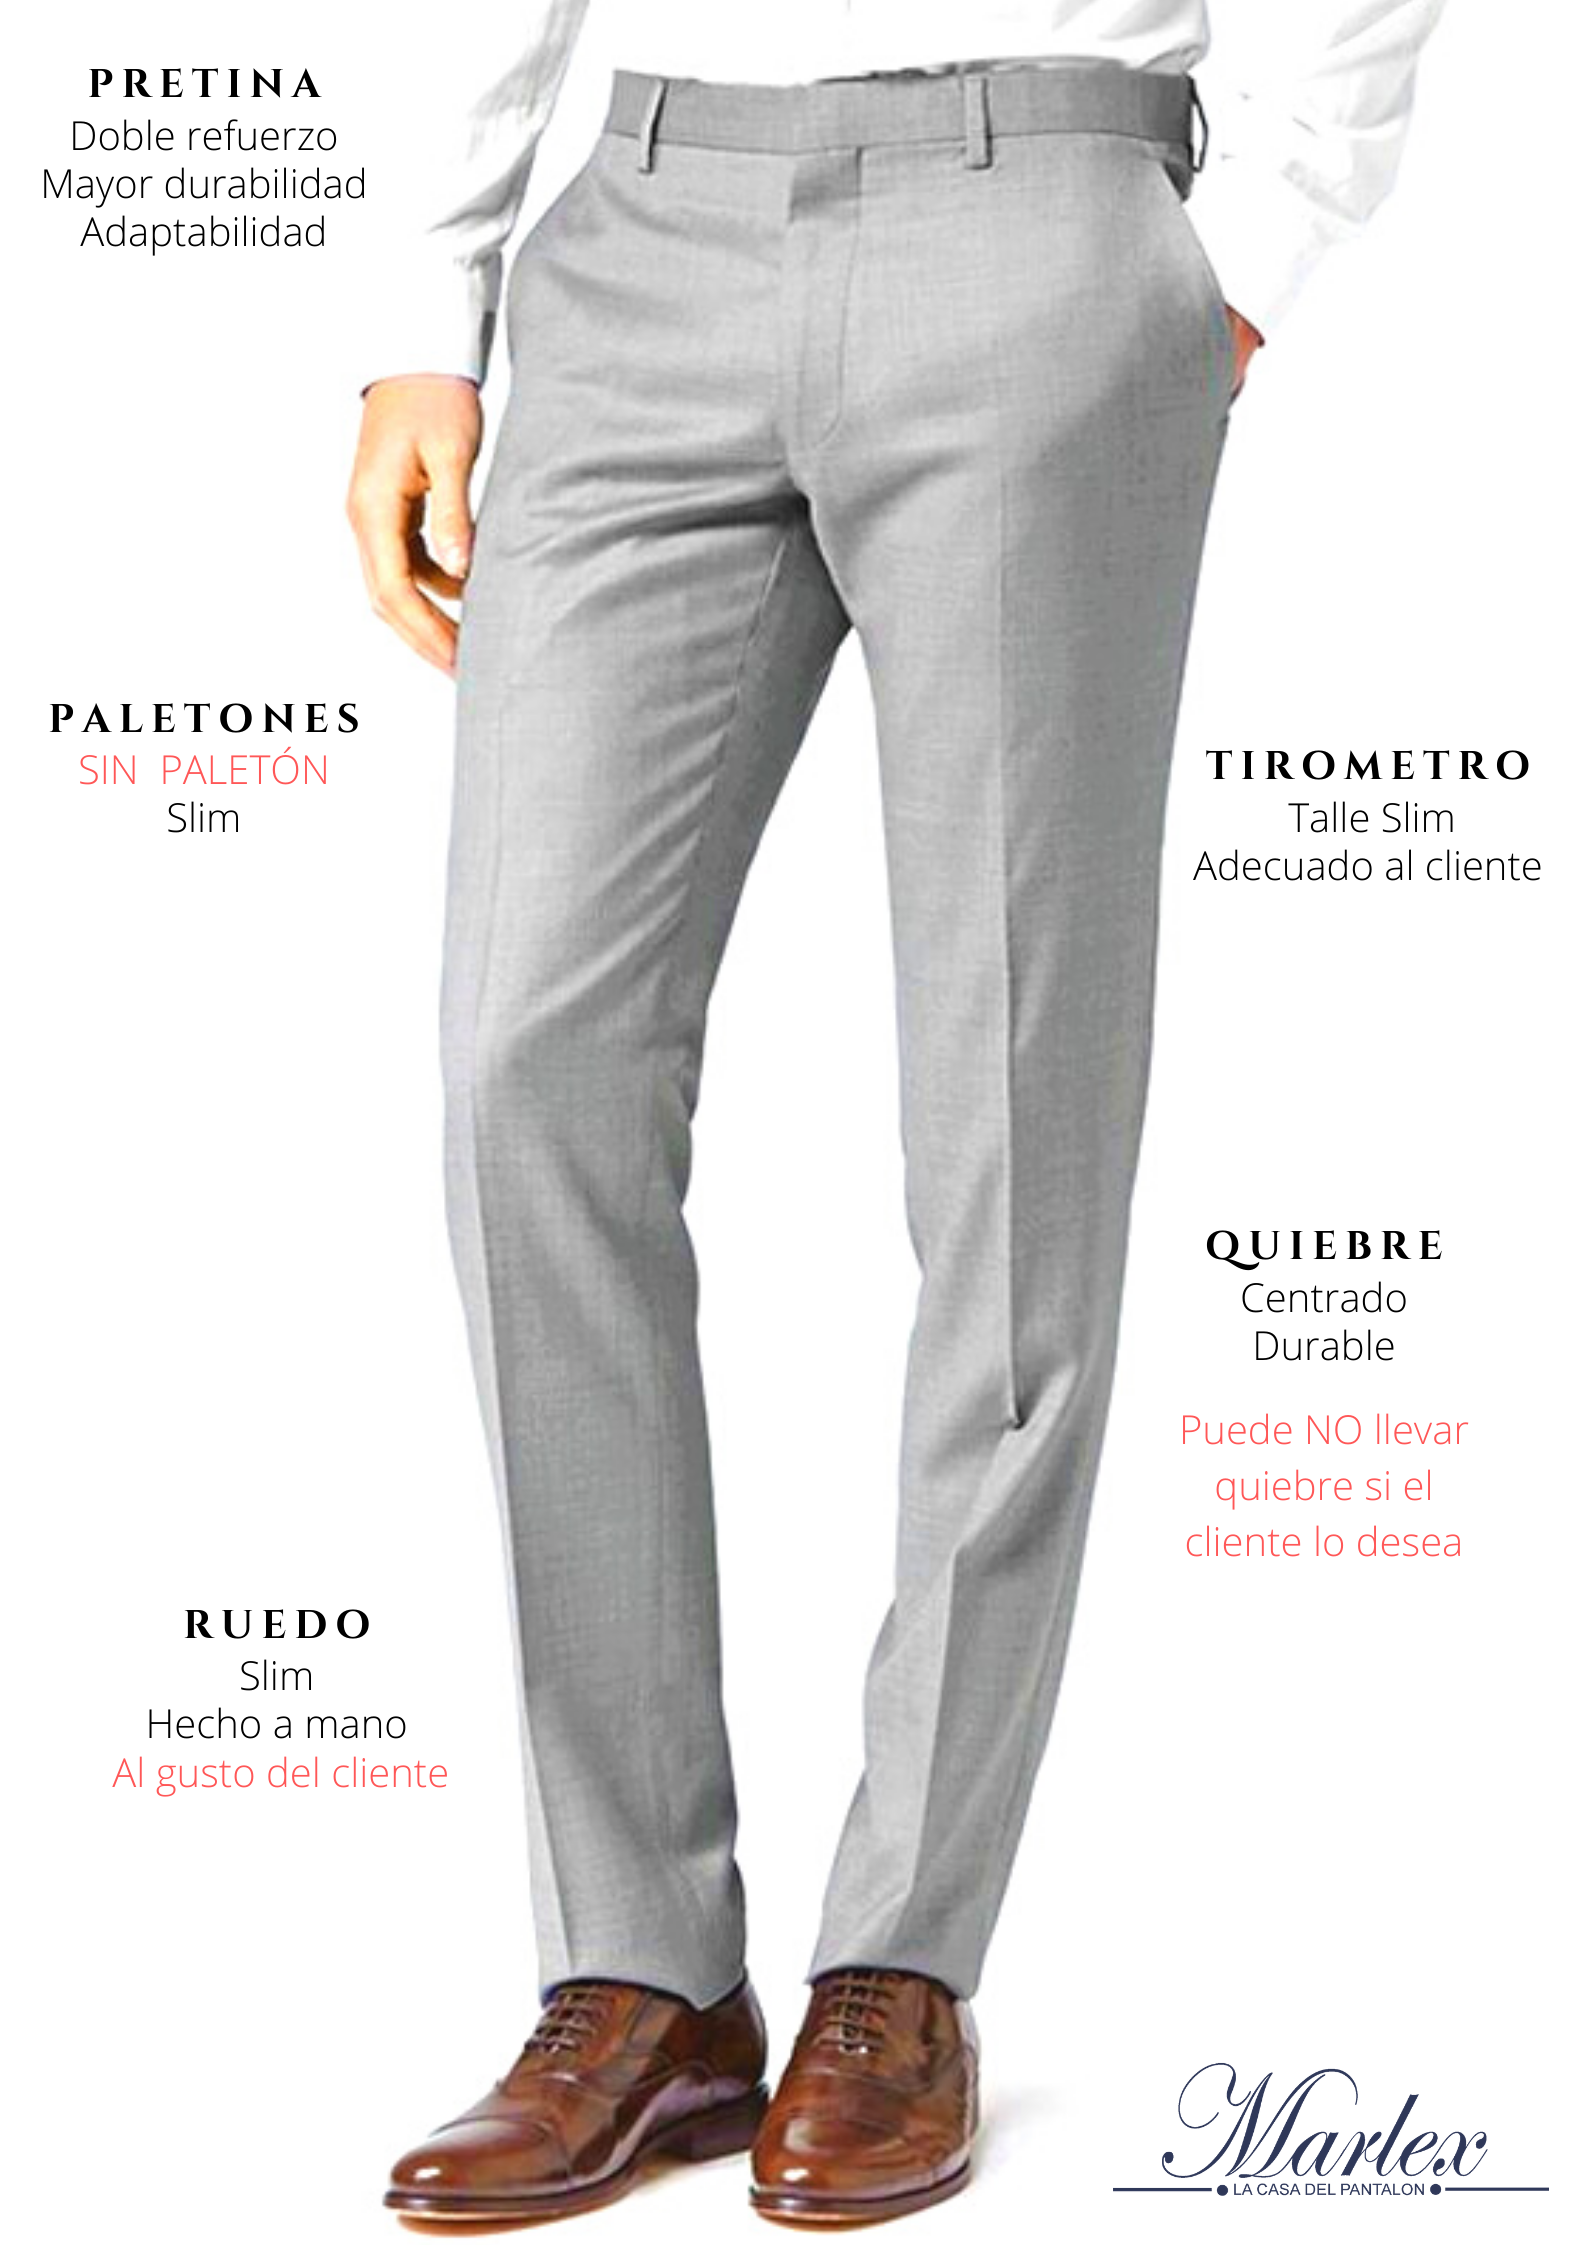 PRETINA
Doble refuerzo
Mayor durabilidad
Adaptabilidad
PALETONES
SIN PALETÓN
Slim
TIROMETRO
Talle Slim
Adecuado al cliente
QUIEBRE
Centrado
Durable
Puede NO llevar
quiebre si el
cliente lo desea
RUEDO
Slim
Hecho a mano
Al gusto del cliente
Marlex
LA CASA DEL PANTALON